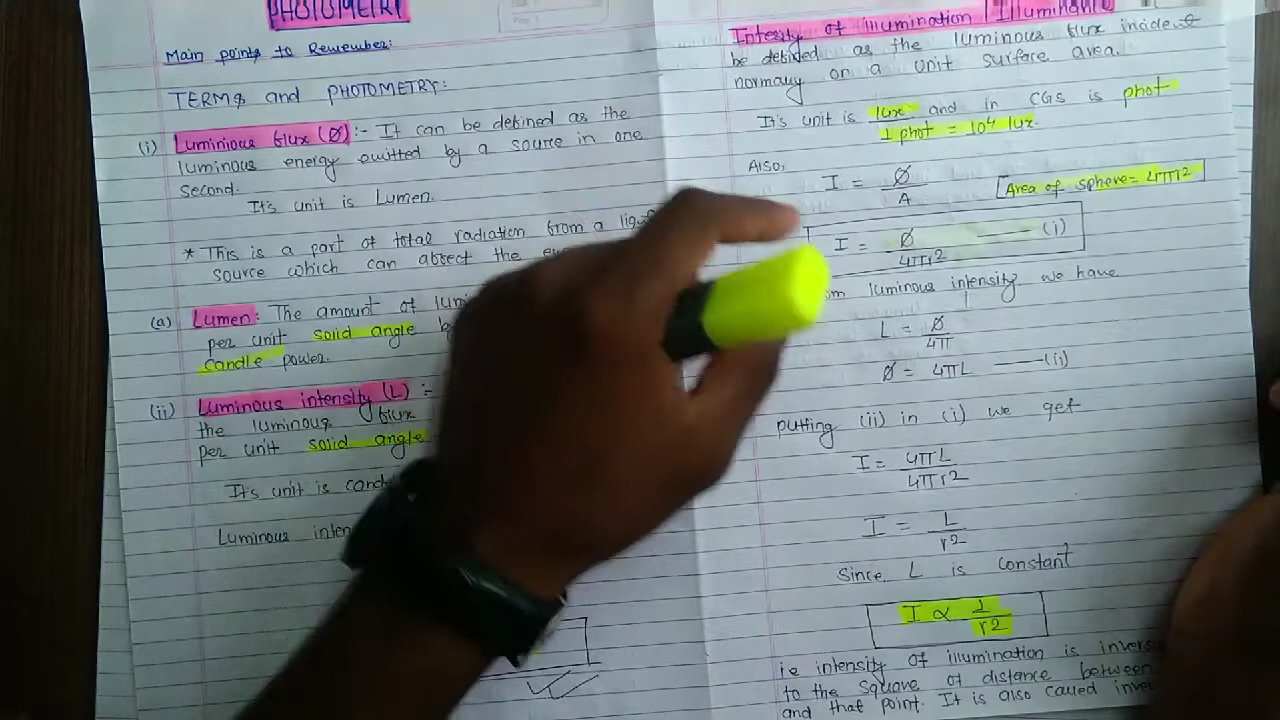 PHOTOMETRY
Main points to Remember:
TERMS and PHOTOMETRY:
(i) Luminious flux (Ø) :- It can be defined as the
luminous energy emitted by a source in one
second.
It's unit is Lumen.
* This is a part of total radiation from a
source which can absect the
(a) Lumen: The amount of
per unit solid angle
candle power.
(ii) Luminous intensity (L) :-
the luminous flux
per unit solid angle
It's unit is
Luminous
Intesity of illumination / Illuminance
be defined as the luminous flux incident
normally on a unit surface area.
It's unit is lux and in CGS is phot
1 phot = 10⁴ lux.
Also,
I = Ø/A [Area of sphere = 4πr2]
I = Ø/4πr2 —— (i)
luminous intensity, we have
L = Ø/4π
Ø = 4πL —— (i)
putting (ii) in (i) we get
I = 4πL/4πr2
I = L/r2
Since L is constant
I ∝ 1/r2
i.e intensity of illumination is
to the square of distance between
and that point. It is also called